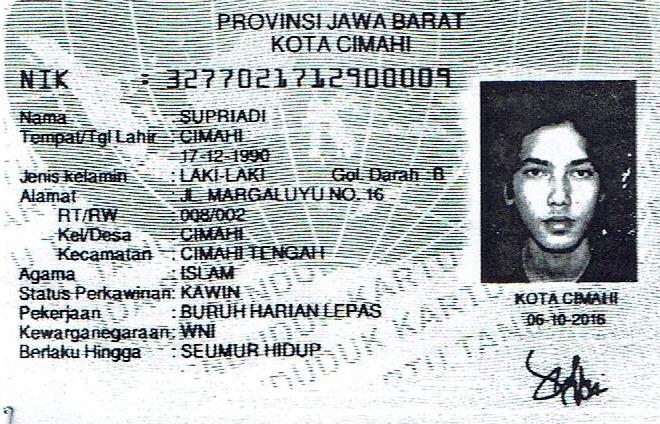 PROVINSI JAWA BARAT
KOTA CIMAHI
NIK : 3277021712900009
Nama : SUPRIADI
Tempat/Tgl Lahir : CIMAHI
17-12-1990
Jenis kelamin : LAKI-LAKI Gol. Darah : B
Alamat : JL. MARGALUYU NO. 16
RT/RW : 008/002
Kel/Desa : CIMAHI
Kecamatan : CIMAHI TENGAH
Agama : ISLAM
Status Perkawinan : KAWIN
Pekerjaan : BURUH HARIAN LEPAS
Kewarganegaraan : WNI
Berlaku Hingga : SEUMUR HIDUP
KOTA CIMAHI
06-10-2016